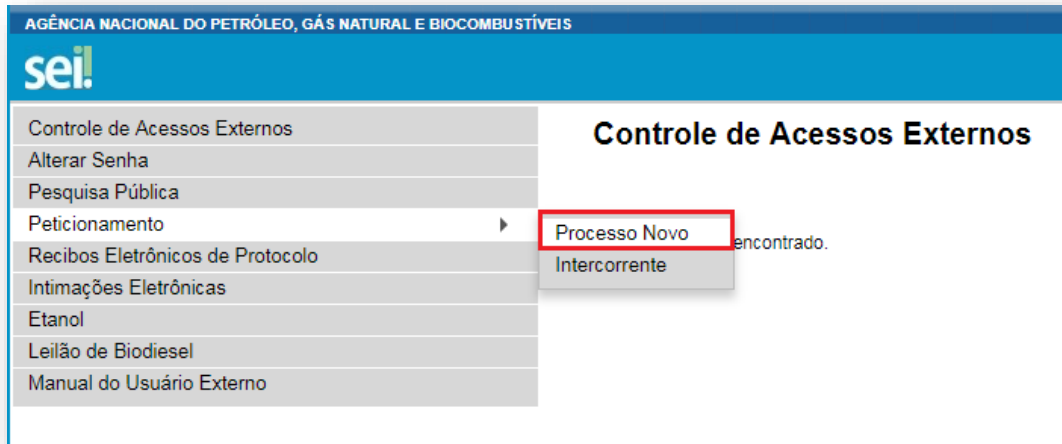 AGÊNCIA NACIONAL DO PETRÓLEO, GÁS NATURAL E BIOCOMBUSTÍVEIS
sei!
Controle de Acessos Externos
Alterar Senha
Pesquisa Pública
Peticionamento
Recibos Eletrônicos de Protocolo
Intimações Eletrônicas
Etanol
Leilão de Biodiesel
Manual do Usuário Externo
Controle de Acessos Externos
Processo Novo
Intercorrente
encontrado.